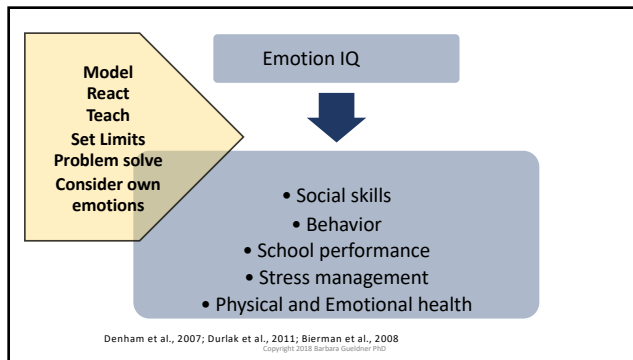 Model
React
Teach
Set Limits
Problem solve
Consider own
emotions
Emotion IQ
• Social skills
• Behavior
• School performance
• Stress management
• Physical and Emotional health
Denham et al., 2007; Durlak et al., 2011; Bierman et al., 2008
Copyright 2018 Barbara Gueldner PhD